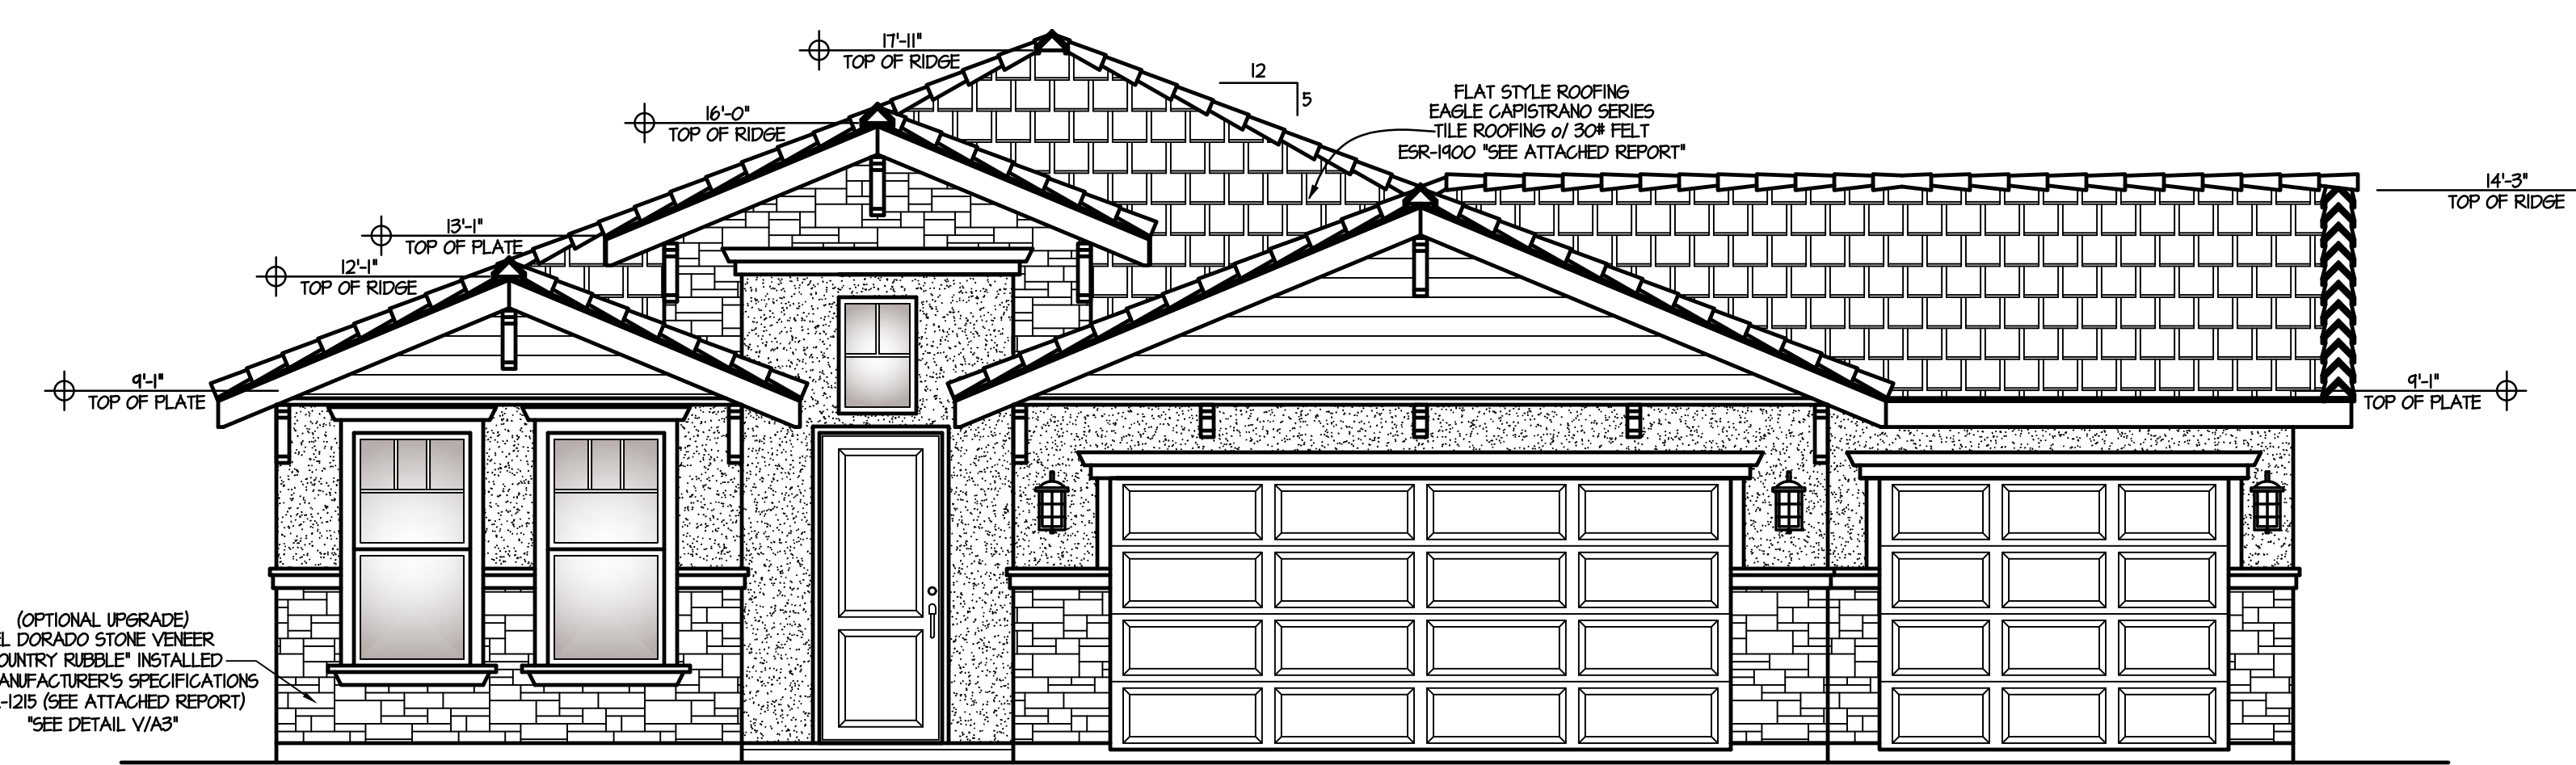 17'-11"
TOP OF RIDGE
12
5
FLAT STYLE ROOFING
EAGLE CAPISTRANO SERIES
TILE ROOFING o/ 30# FELT
ESR-1900 "SEE ATTACHED REPORT"
16'-0"
TOP OF RIDGE
14'-3"
TOP OF RIDGE
13'-1"
TOP OF PLATE
12'-1"
TOP OF RIDGE
9'-1"
TOP OF PLATE
9'-1"
TOP OF PLATE
(OPTIONAL UPGRADE)
DORADO STONE VENEER
RUBBLE" INSTALLED
SPECIFICATIONS
-1215 (SEE ATTACHED REPORT)
"SEE DETAIL V/A3"